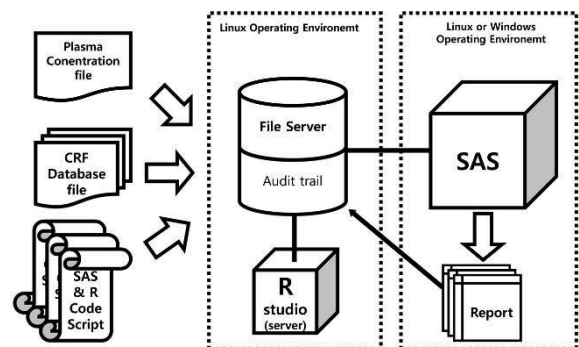 Plasma
Conentration
file
CRF
Database
file
SAS
& R
Code
Script
Linux Operating Environemt
File Server
Audit trail
R
studio
(server)
Linux or Windows
Operating Environemt
SAS
Report